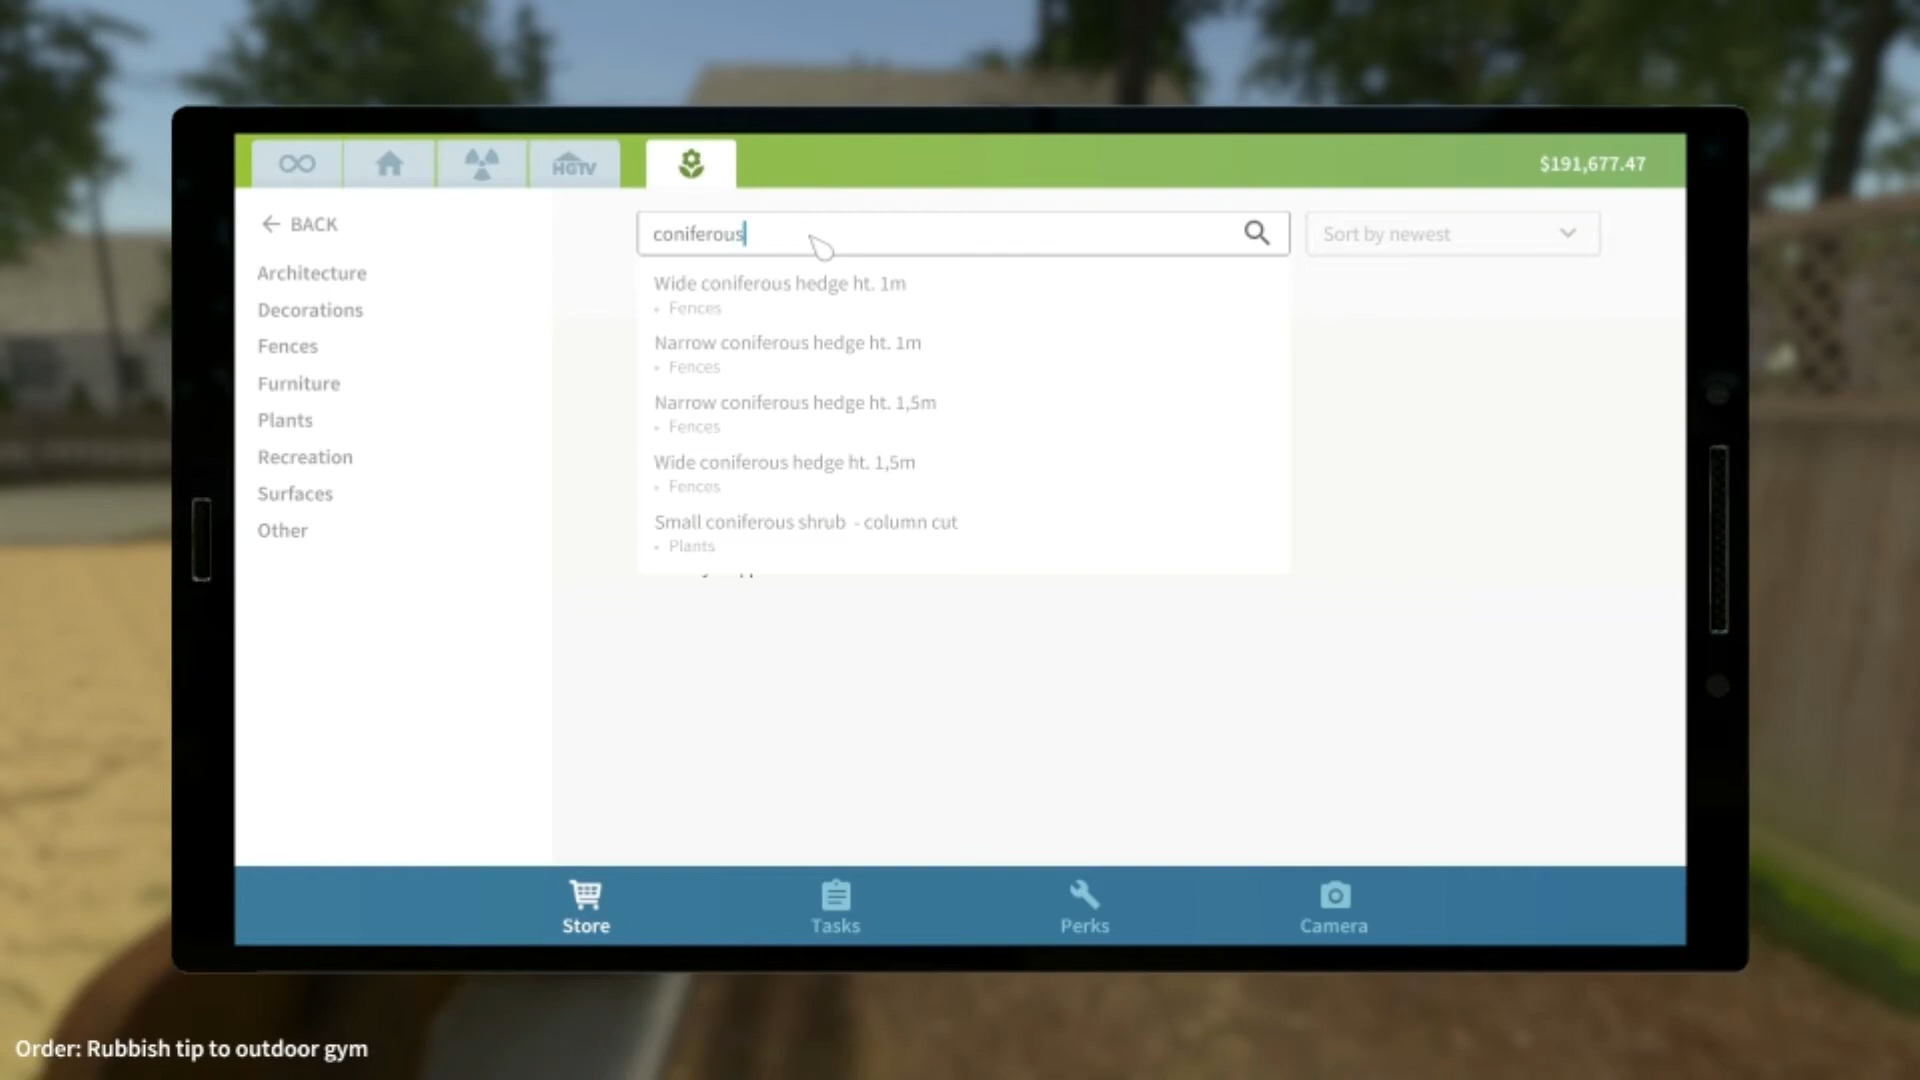 HGTV
$191,677.47
BACK
coniferous
Sort by newest
Architecture
Decorations
Fences
Furniture
Plants
Recreation
Surfaces
Other
Wide coniferous hedge ht. 1m
• Fences
Narrow coniferous hedge ht. 1m
• Fences
Narrow coniferous hedge ht. 1,5m
• Fences
Wide coniferous hedge ht. 1,5m
• Fences
Small coniferous shrub - column cut
• Plants
Store
Tasks
Perks
Camera
Order: Rubbish tip to outdoor gym